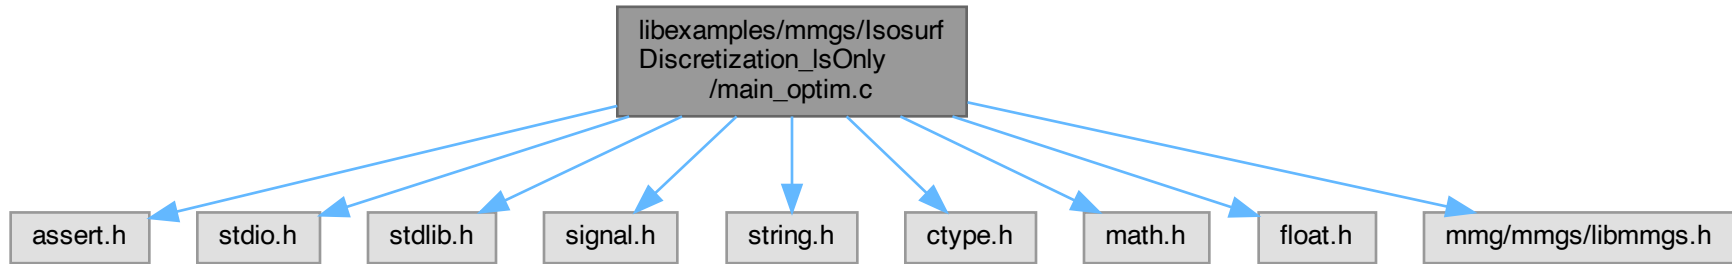 libexamples/mmgs/Isosurf
Discretization_lsOnly
/main_optim.c
assert.h
stdio.h
stdlib.h
signal.h
string.h
ctype.h
math.h
float.h
mmg/mmgs/libmmgs.h